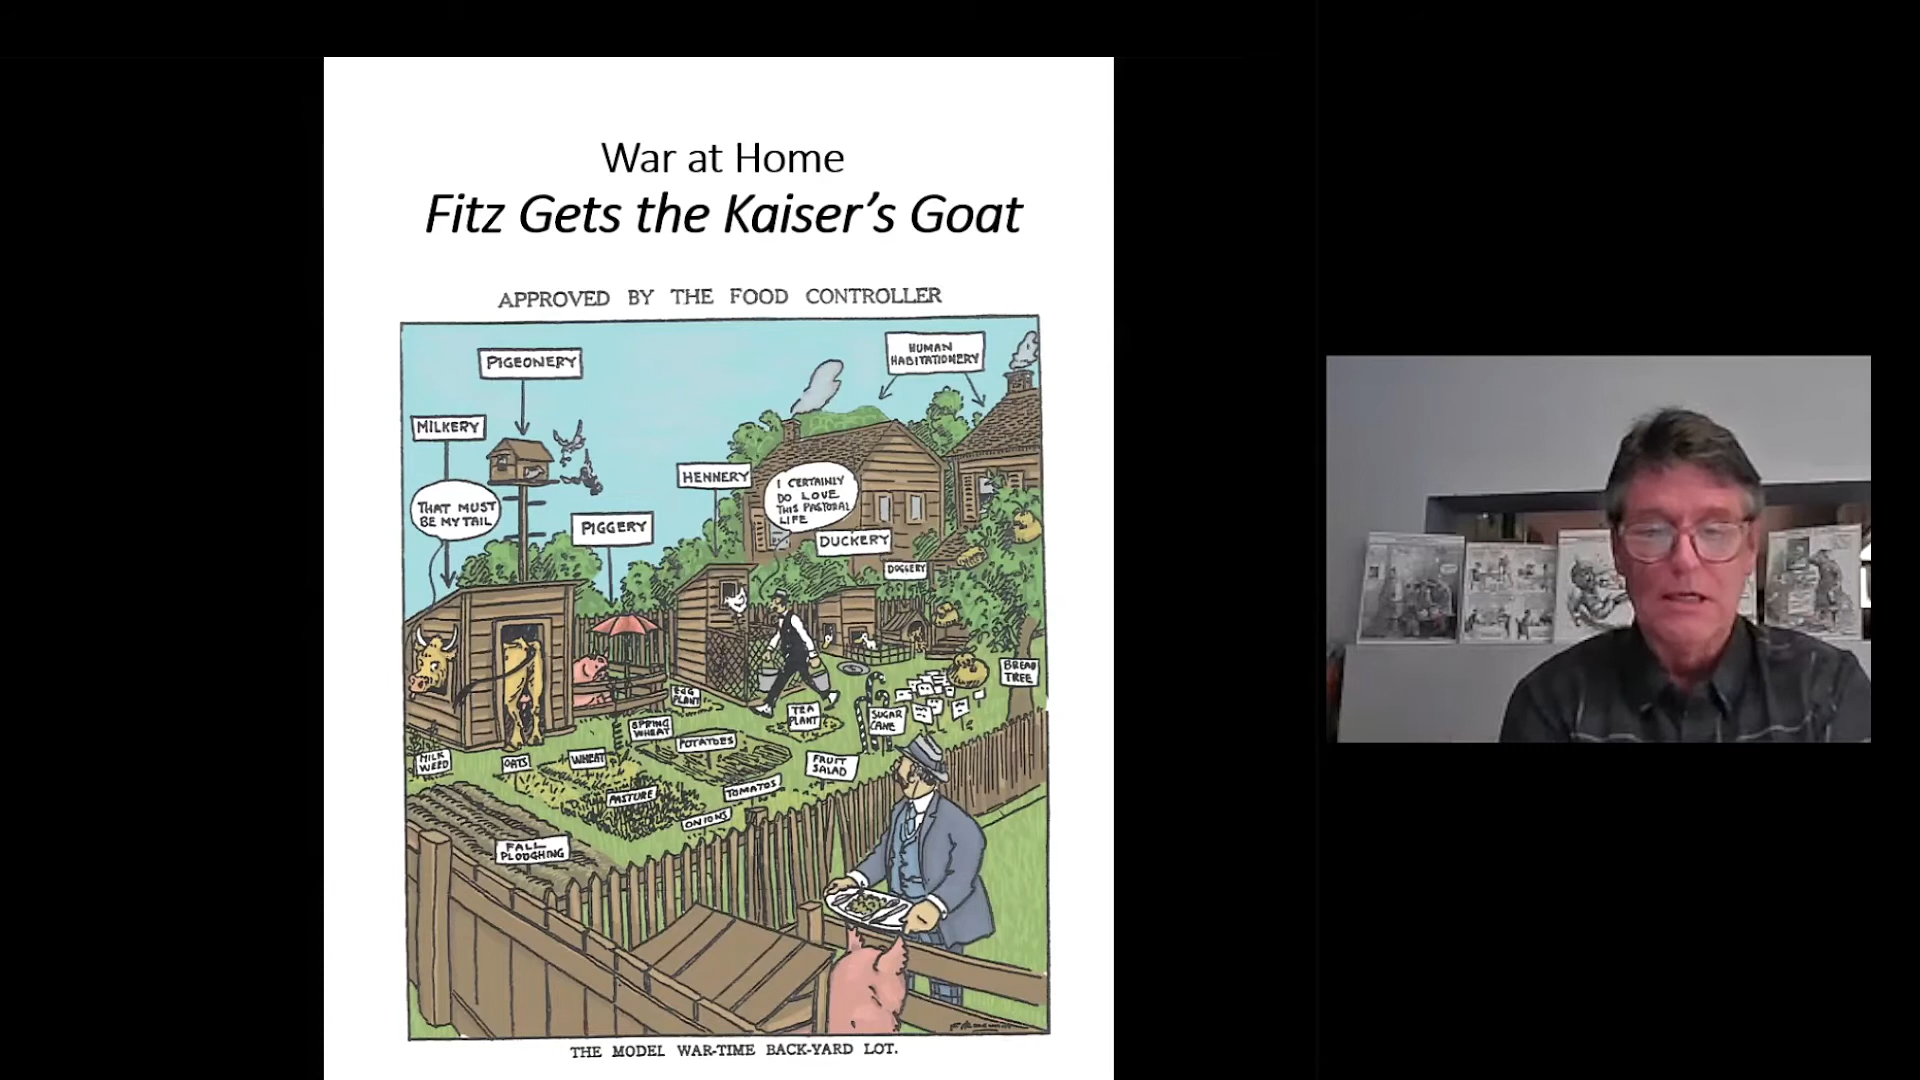 War at Home
Fitz Gets the Kaiser’s Goat
APPROVED BY THE FOOD CONTROLLER
PIGEONERY
HUMAN
HABITATIONERY
MILKERY
THAT MUST
BE MY TAIL
PIGGERY
HENNERY
I CERTAINLY
DO LOVE
THIS PASTORAL
LIFE
DUCKERY
DOGGERY
BREAD
TREE
EGG
PLANT
TEA
PLANT
SUGAR
CANE
SPRING
WHEAT
POTATOES
MILK
WEED
OATS
WHEAT
FRUIT
SALAD
PASTURE
TOMATOS
ONIONS
FALL
PLOUGHING
THE MODEL WAR-TIME BACK-YARD LOT.